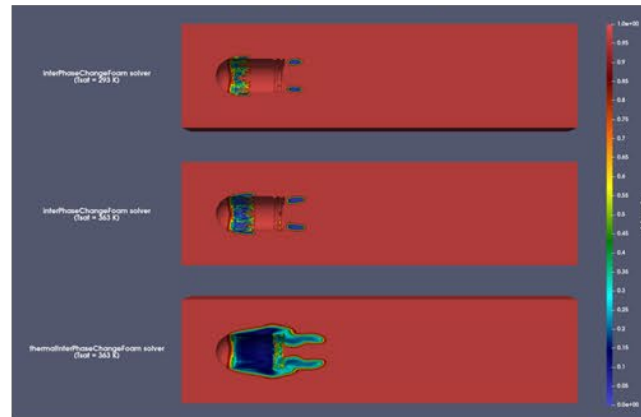 interPhaseChangeFoam solver
(Tsat = 293 K)
interPhaseChangeFoam solver
(Tsat = 363 K)
thermalInterPhaseChangeFoam solver
(Tsat = 363 K)
1.0e+00
0.95
0.9
0.85
0.8
0.75
0.7
0.65
0.6
0.55
0.5
0.45
0.4
0.35
0.3
0.25
0.2
0.15
0.1
0.05
0.0e+00